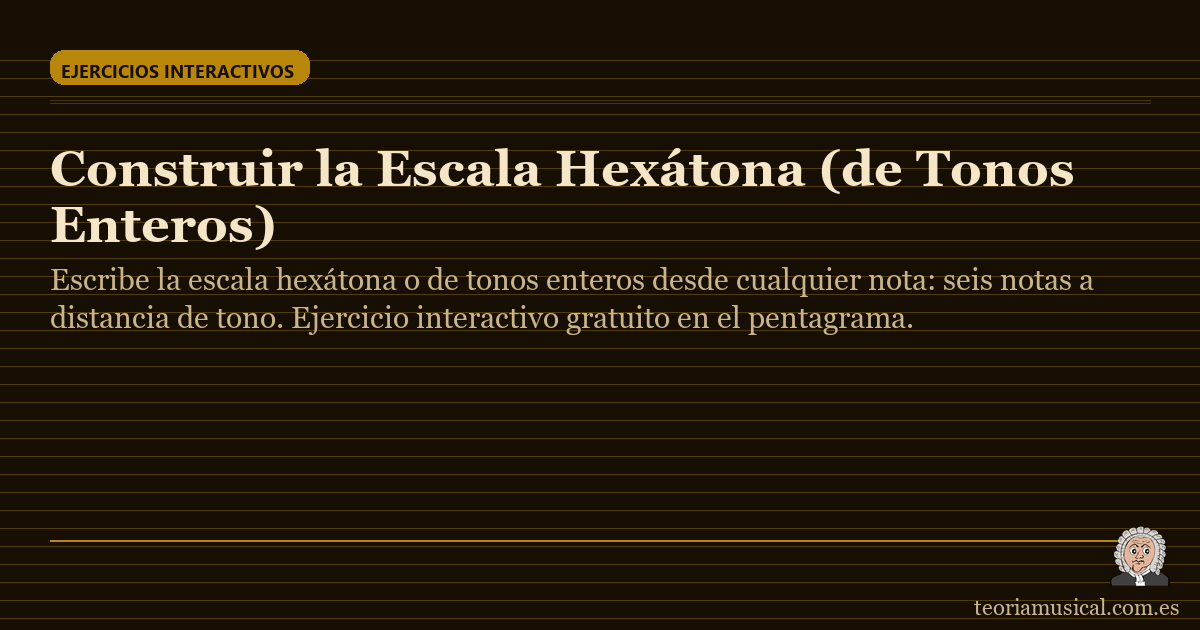 EJERCICIOS INTERACTIVOS
Construir la Escala Hexátona (de Tonos
Enteros)
Escribe la escala hexátona o de tonos enteros desde cualquier nota: seis notas a
distancia de tono. Ejercicio interactivo gratuito en el pentagrama.
teoriamusical.com.es